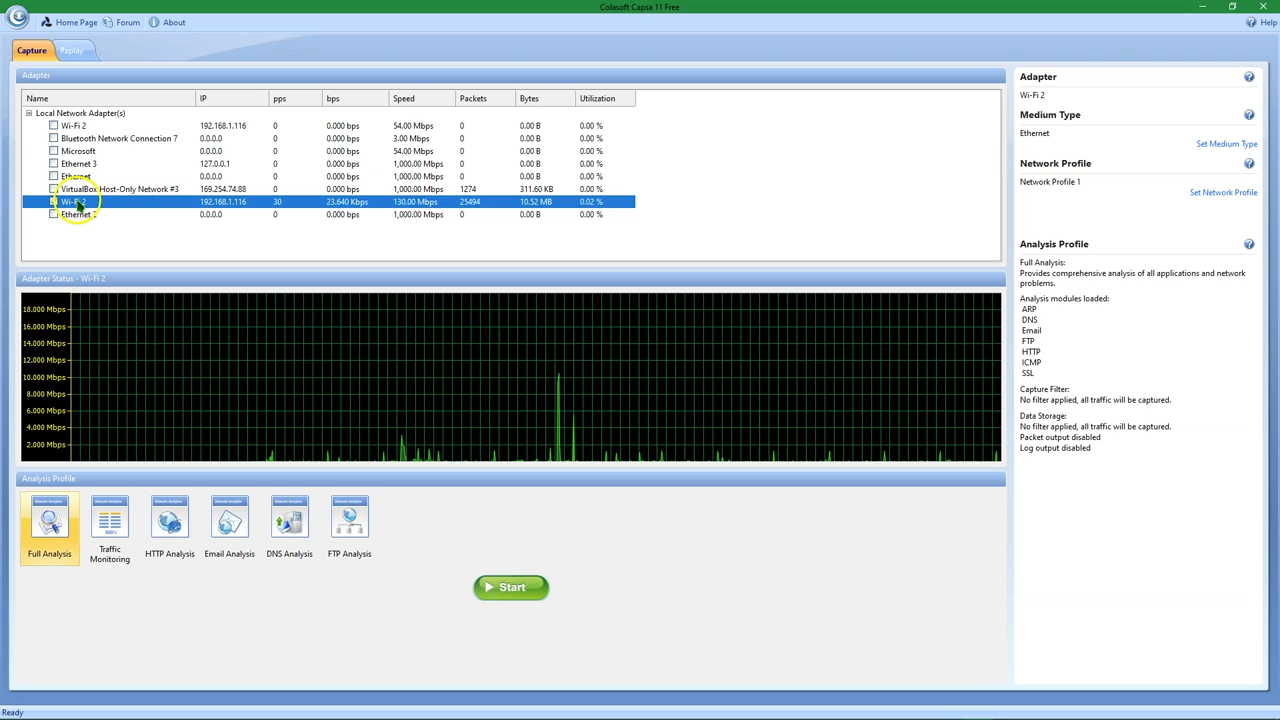 Colasoft Capsa 11 Free
Home Page Forum About Help
Capture Replay
Adapter
Name IP pps bps Speed Packets Bytes Utilization
Local Network Adapter(s)
Wi-Fi 2 192.168.1.116 0 0.000 bps 54.00 Mbps 0 0.00 B 0.00 %
Bluetooth Network Connection 7 0.0.0.0 0 0.000 bps 3.00 Mbps 0 0.00 B 0.00 %
Microsoft 0.0.0.0 0 0.000 bps 54.00 Mbps 0 0.00 B 0.00 %
Ethernet 3 127.0.0.1 0 0.000 bps 1,000.00 Mbps 0 0.00 B 0.00 %
Ethernet 0.0.0.0 0 0.000 bps 1,000.00 Mbps 0 0.00 B 0.00 %
VirtualBox Host-Only Network #3 169.254.74.88 0 0.000 bps 1,000.00 Mbps 1274 311.60 KB 0.00 %
Wi-Fi 2 192.168.1.116 30 23.640 Kbps 130.00 Mbps 25494 10.52 MB 0.02 %
Ethernet 0.0.0.0 0 0.000 bps 1,000.00 Mbps 0 0.00 B 0.00 %
Adapter Status - Wi-Fi 2
18.000 Mbps
16.000 Mbps
14.000 Mbps
12.000 Mbps
10.000 Mbps
8.000 Mbps
6.000 Mbps
4.000 Mbps
2.000 Mbps
Analysis Profile
Full Analysis
Traffic Monitoring
HTTP Analysis
Email Analysis
DNS Analysis
FTP Analysis
Start
Adapter
Wi-Fi 2
Medium Type
Ethernet
Set Medium Type
Network Profile
Network Profile 1
Set Network Profile
Analysis Profile
Full Analysis:
Provides comprehensive analysis of all applications and network
problems.
Analysis modules loaded:
ARP
DNS
Email
FTP
HTTP
ICMP
SSL
Capture Filter:
No filter applied, all traffic will be captured.
Data Storage:
No filter applied, all traffic will be captured.
Packet output disabled
Log output disabled
Ready